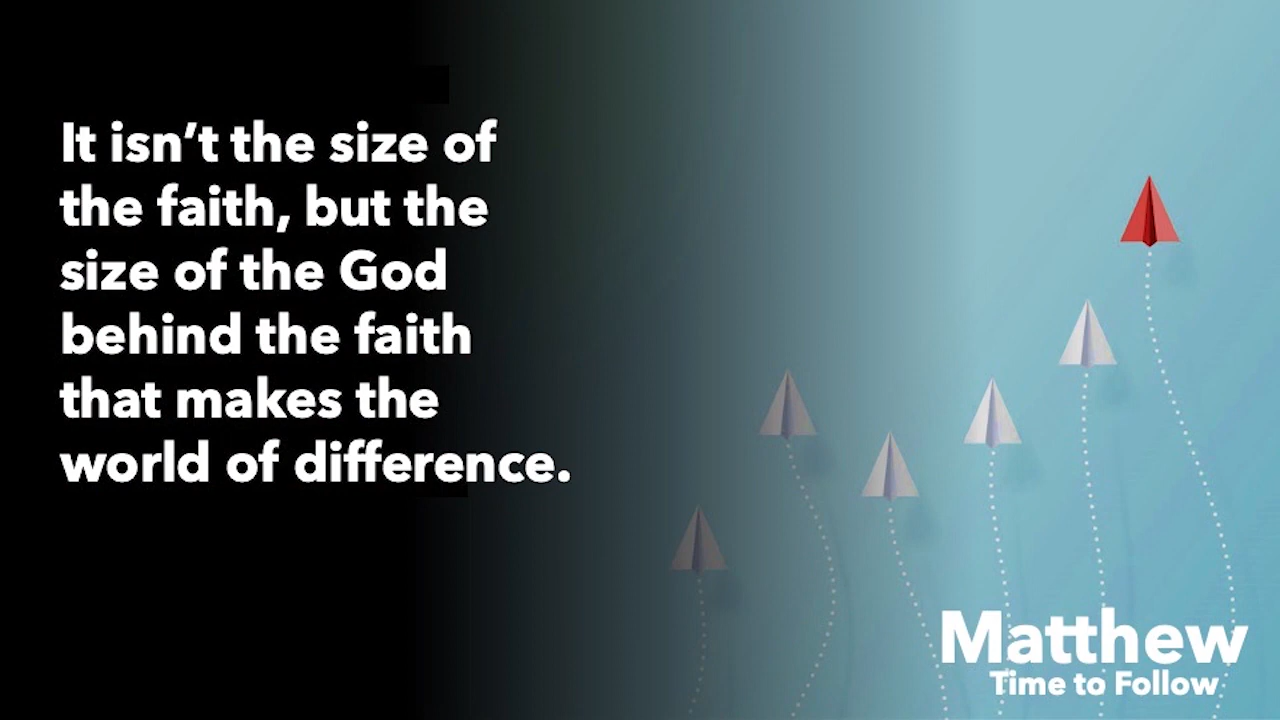 It isn’t the size of
the faith, but the
size of the God
behind the faith
that makes the
world of difference.
Matthew
Time to Follow